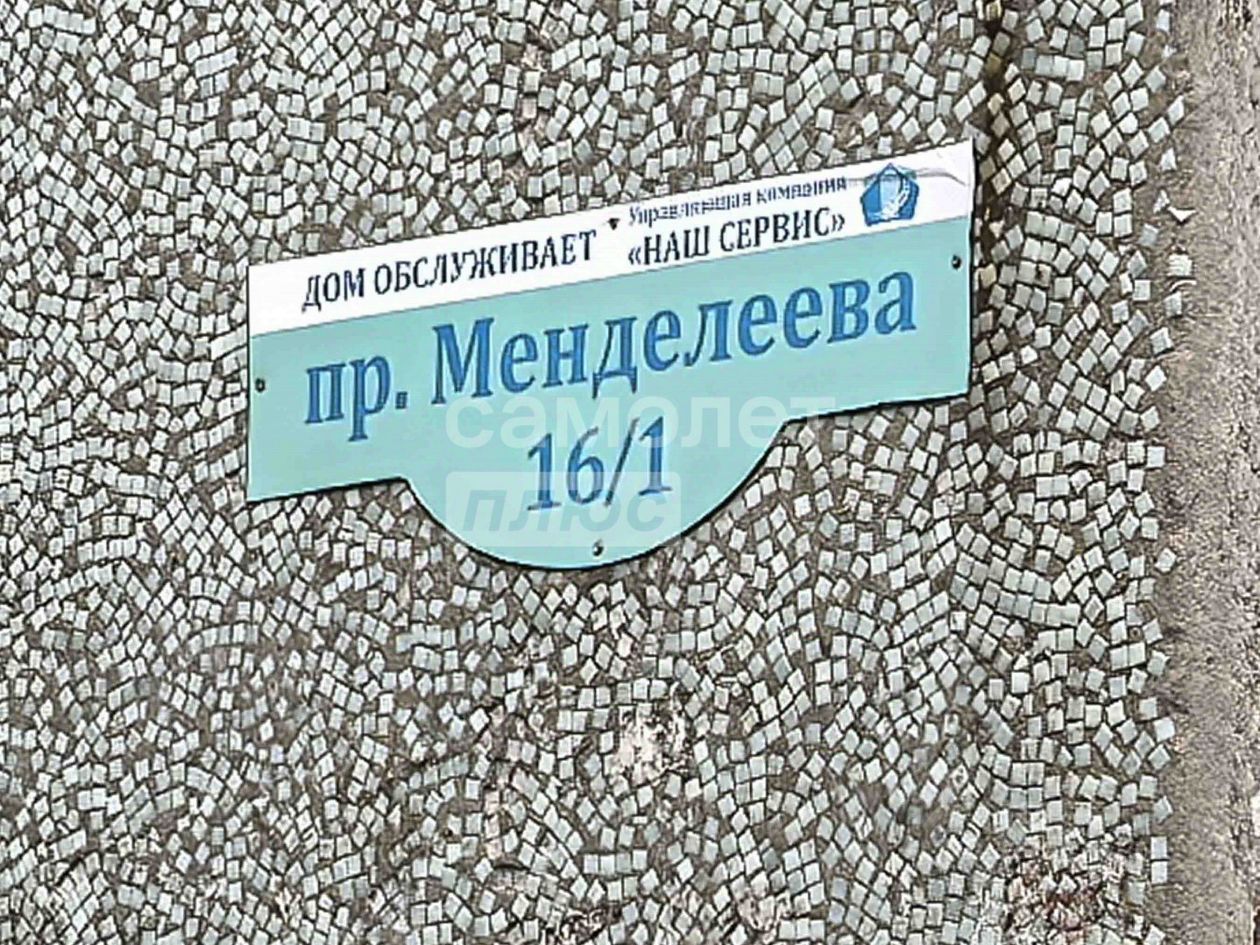 ДОМ ОБСЛУЖИВАЕТ
Управляющая компания
«НАШ СЕРВИС»
пр. Менделеева
16/1
самолет
плюс